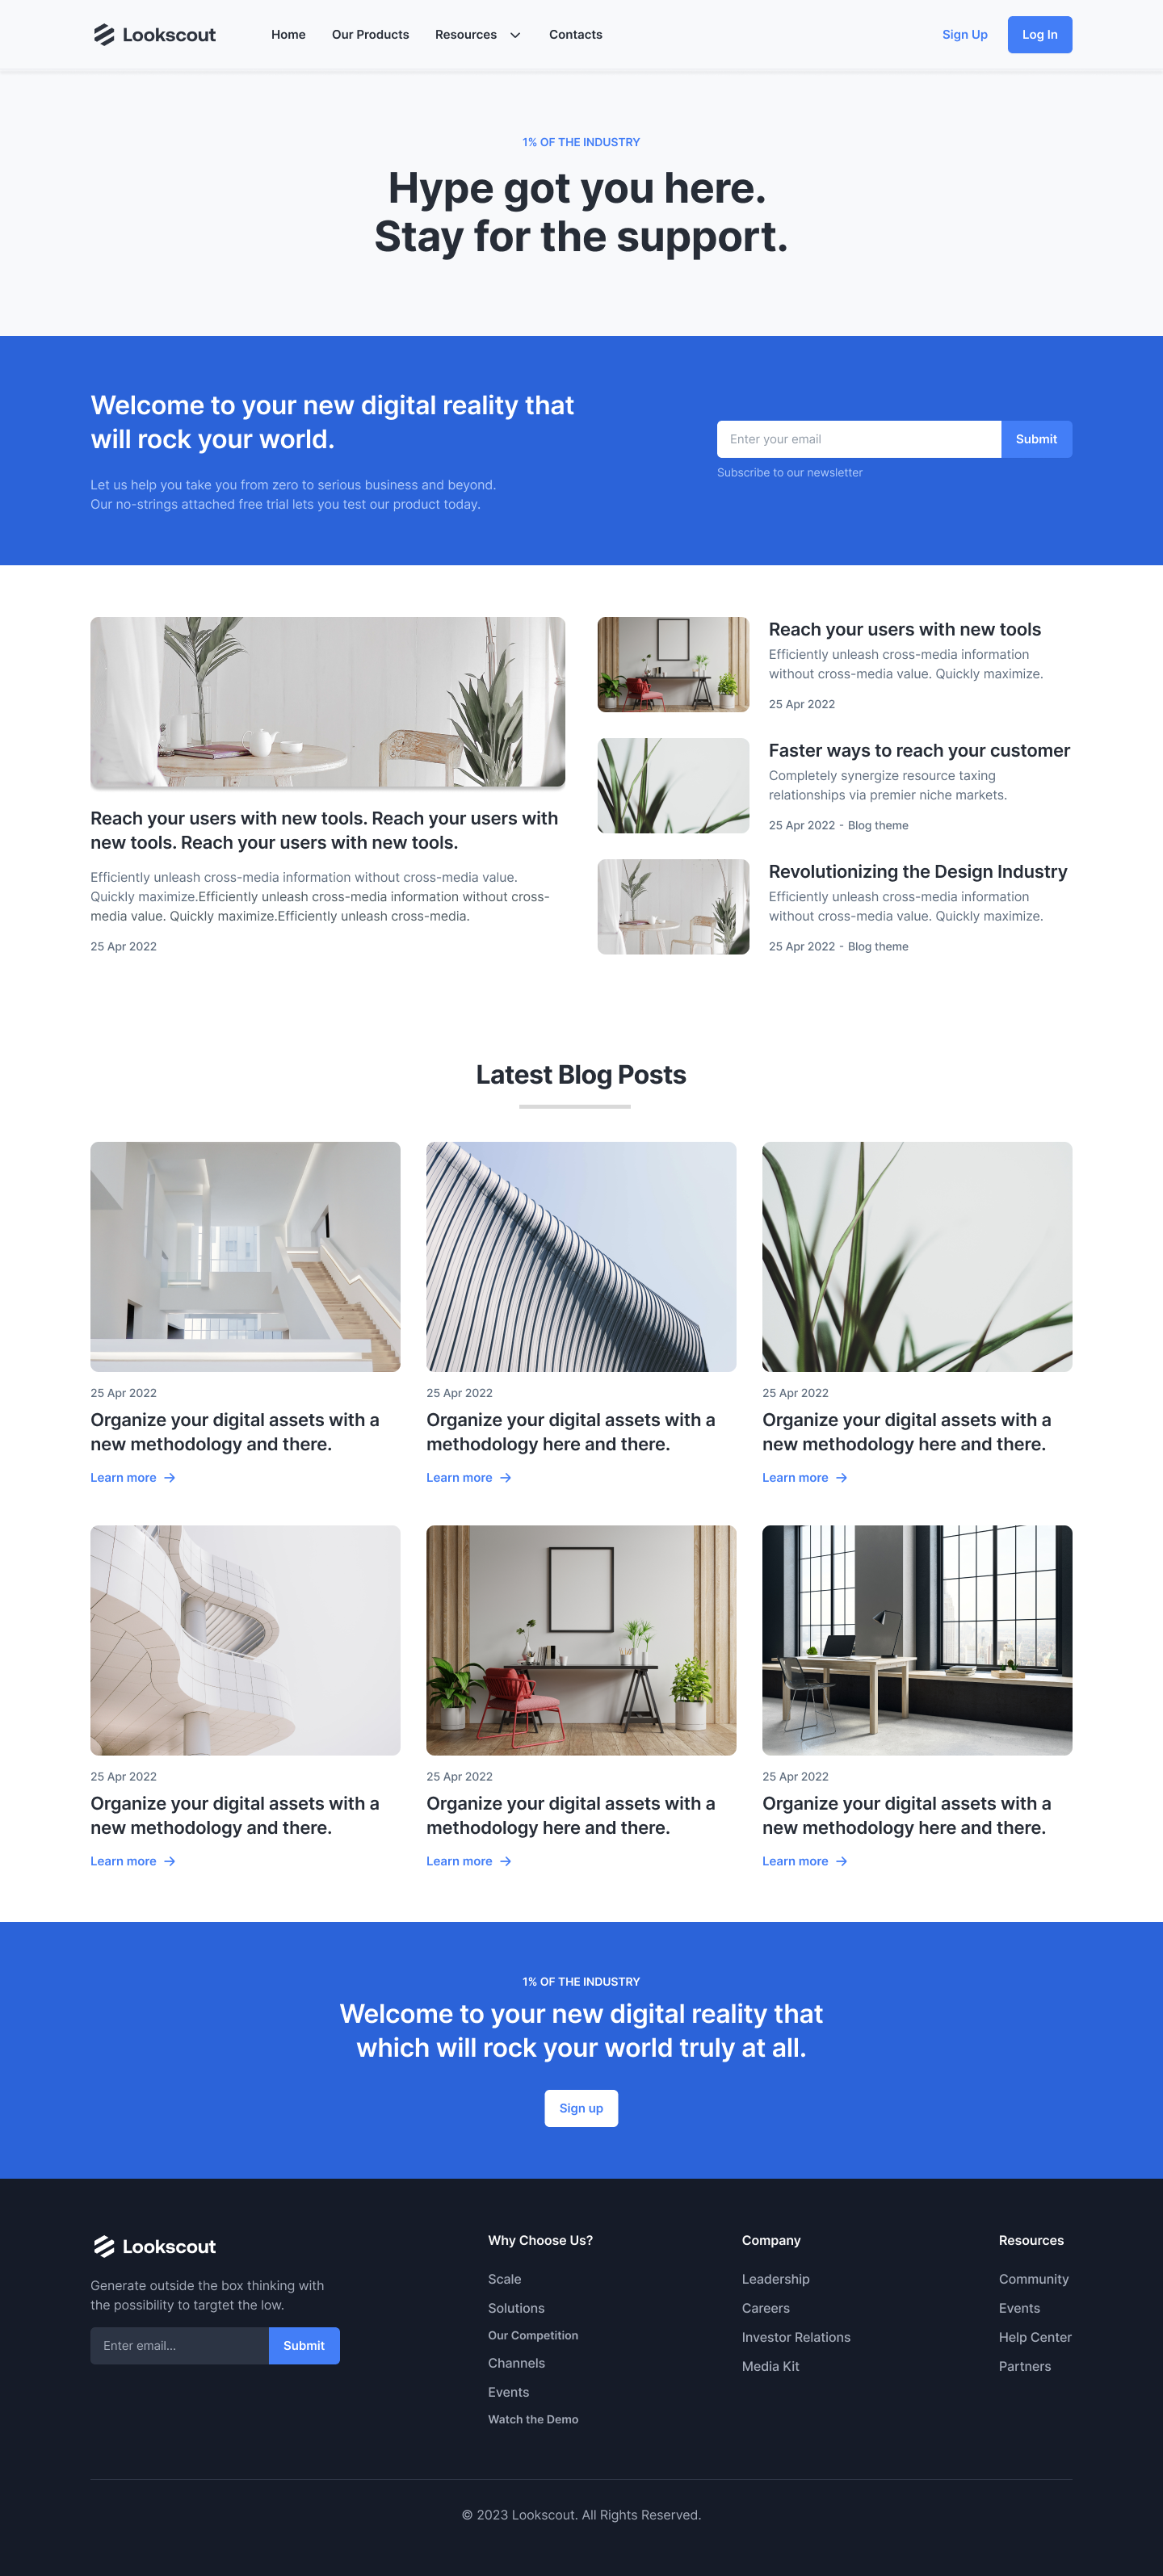 Lookscout
Home
Our Products
Resources
Contacts
Sign Up
Log In
1% OF THE INDUSTRY
Hype got you here.
Stay for the support.
Welcome to your new digital reality that
will rock your world.
Let us help you take you from zero to serious business and beyond.
Our no-strings attached free trial lets you test our product today.
Enter your email
Submit
Subscribe to our newsletter
Reach your users with new tools. Reach your users with
new tools. Reach your users with new tools.
Efficiently unleash cross-media information without cross-media value.
Quickly maximize.Efficiently unleash cross-media information without cross-
media value. Quickly maximize.Efficiently unleash cross-media.
25 Apr 2022
Reach your users with new tools
Efficiently unleash cross-media information
without cross-media value. Quickly maximize.
25 Apr 2022
Faster ways to reach your customer
Completely synergize resource taxing
relationships via premier niche markets.
25 Apr 2022 - Blog theme
Revolutionizing the Design Industry
Efficiently unleash cross-media information
without cross-media value. Quickly maximize.
25 Apr 2022 - Blog theme
Latest Blog Posts
25 Apr 2022
Organize your digital assets with a
new methodology and there.
Learn more
25 Apr 2022
Organize your digital assets with a
methodology here and there.
Learn more
25 Apr 2022
Organize your digital assets with a
new methodology here and there.
Learn more
25 Apr 2022
Organize your digital assets with a
new methodology and there.
Learn more
25 Apr 2022
Organize your digital assets with a
methodology here and there.
Learn more
25 Apr 2022
Organize your digital assets with a
new methodology here and there.
Learn more
1% OF THE INDUSTRY
Welcome to your new digital reality that
which will rock your world truly at all.
Sign up
Lookscout
Generate outside the box thinking with
the possibility to targtet the low.
Enter email...
Submit
Why Choose Us?
Scale
Solutions
Our Competition
Channels
Events
Watch the Demo
Company
Leadership
Careers
Investor Relations
Media Kit
Resources
Community
Events
Help Center
Partners
© 2023 Lookscout. All Rights Reserved.